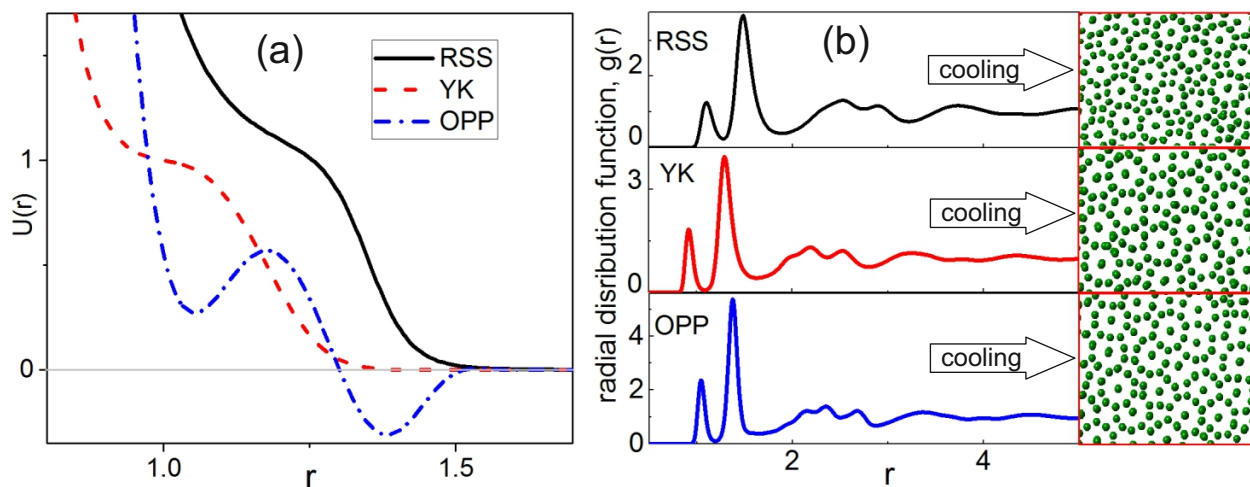 (a)
RSS
YK
OPP
1
0
U(r)
1.0
1.5
r
(b)
radial disribution function, g(r)
RSS
2
0
cooling
YK
3
0
cooling
OPP
4
2
0
cooling
2
4
r